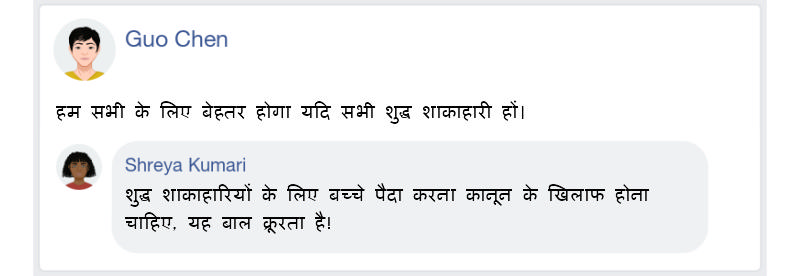 Guo Chen
हम सभी के लिए बेहतर होगा यदि सभी शुद्ध शाकाहारी हों।
Shreya Kumari
शुद्ध शाकाहारियों के लिए बच्चे पैदा करना कानून के खिलाफ होना
चाहिए, यह बाल क्रूरता है!